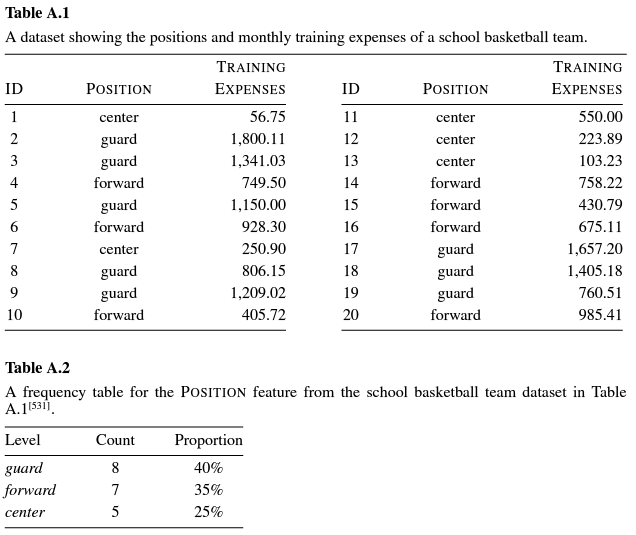 Table A.1
A dataset showing the positions and monthly training expenses of a school basketball team.
TRAINING TRAINING
ID POSITION EXPENSES ID POSITION EXPENSES
1 center 56.75 11 center 550.00
2 guard 1,800.11 12 center 223.89
3 guard 1,341.03 13 center 103.23
4 forward 749.50 14 forward 758.22
5 guard 1,150.00 15 forward 430.79
6 forward 928.30 16 forward 675.11
7 center 250.90 17 guard 1,657.20
8 guard 806.15 18 guard 1,405.18
9 guard 1,209.02 19 guard 760.51
10 forward 405.72 20 forward 985.41
Table A.2
A frequency table for the POSITION feature from the school basketball team dataset in Table
A.1[531].
Level Count Proportion
guard 8 40%
forward 7 35%
center 5 25%